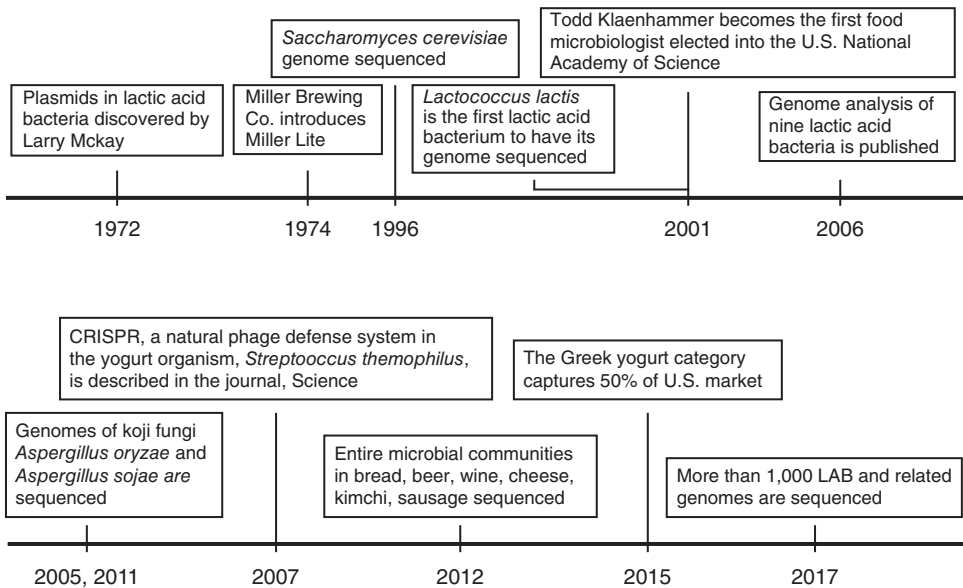 Saccharomyces cerevisiae
genome sequenced
Todd Klaenhammer becomes the first food
microbiologist elected into the U.S. National
Academy of Science
Plasmids in lactic acid
bacteria discovered by
Larry Mckay
Miller Brewing
Co. introduces
Miller Lite
Lactococcus lactis
is the first lactic acid
bacterium to have its
genome sequenced
Genome analysis of
nine lactic acid
bacteria is published
1972
1974
1996
2001
2006
CRISPR, a natural phage defense system in
the yogurt organism, Streptooccus themophilus,
is described in the journal, Science
The Greek yogurt category
captures 50% of U.S. market
Genomes of koji fungi
Aspergillus oryzae and
Aspergillus sojae are
sequenced
Entire microbial communities
in bread, beer, wine, cheese,
kimchi, sausage sequenced
More than 1,000 LAB and related
genomes are sequenced
2005, 2011
2007
2012
2015
2017